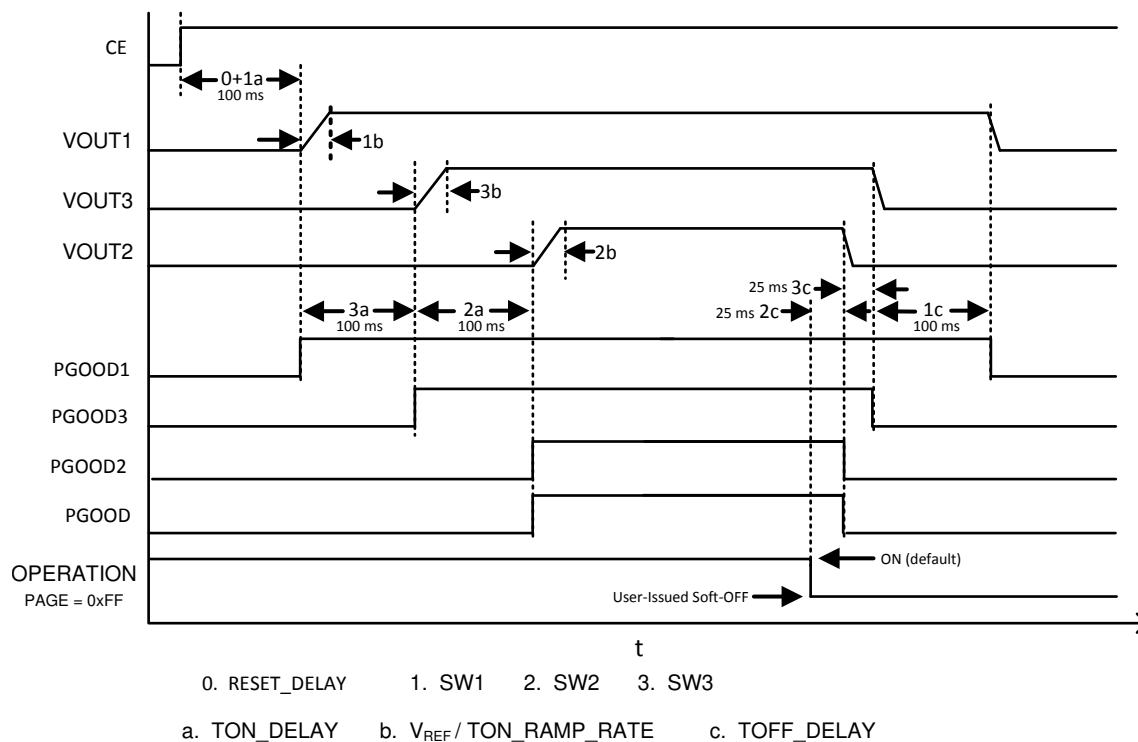 CE
0+1a
100 ms
VOUT1
1b
VOUT3
3b
VOUT2
2b
25 ms 3c
3a
100 ms
2a
100 ms
25 ms 2c
1c
100 ms
PGOOD1
PGOOD3
PGOOD2
PGOOD
ON (default)
OPERATION
PAGE = 0xFF
User-Issued Soft-OFF
t
0. RESET_DELAY 1. SW1 2. SW2 3. SW3
a. TON_DELAY b. VREF / TON_RAMP_RATE c. TOFF_DELAY